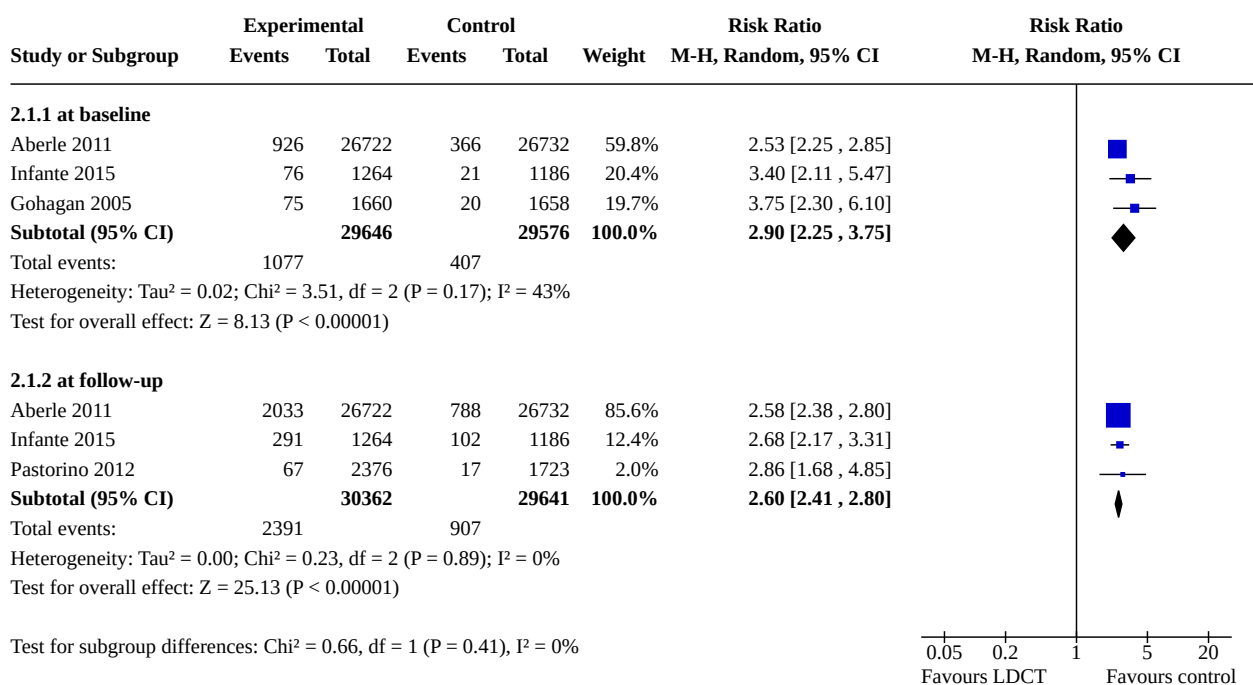 Experimental Control Risk Ratio Risk Ratio
Study or Subgroup Events Total Events Total Weight M-H, Random, 95% CI M-H, Random, 95% CI
2.1.1 at baseline
Aberle 2011 926 26722 366 26732 59.8% 2.53 [2.25 , 2.85]
Infante 2015 76 1264 21 1186 20.4% 3.40 [2.11 , 5.47]
Gohagan 2005 75 1660 20 1658 19.7% 3.75 [2.30 , 6.10]
Subtotal (95% CI) 29646 29576 100.0% 2.90 [2.25 , 3.75]
Total events: 1077 407
Heterogeneity: Tau² = 0.02; Chi² = 3.51, df = 2 (P = 0.17); I² = 43%
Test for overall effect: Z = 8.13 (P < 0.00001)
2.1.2 at follow-up
Aberle 2011 2033 26722 788 26732 85.6% 2.58 [2.38 , 2.80]
Infante 2015 291 1264 102 1186 12.4% 2.68 [2.17 , 3.31]
Pastorino 2012 67 2376 17 1723 2.0% 2.86 [1.68 , 4.85]
Subtotal (95% CI) 30362 29641 100.0% 2.60 [2.41 , 2.80]
Total events: 2391 907
Heterogeneity: Tau² = 0.00; Chi² = 0.23, df = 2 (P = 0.89); I² = 0%
Test for overall effect: Z = 25.13 (P < 0.00001)
Test for subgroup differences: Chi² = 0.66, df = 1 (P = 0.41), I² = 0%
0.05 0.2 1 5 20
Favours LDCT Favours control